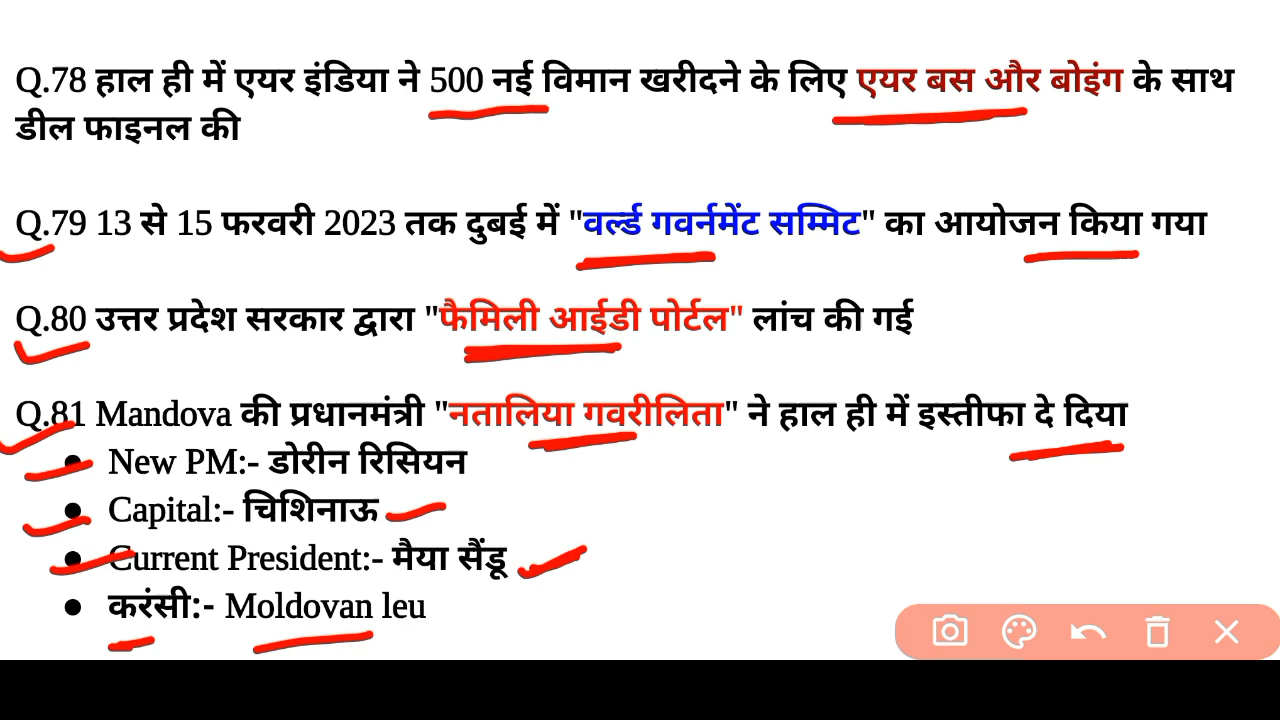 Q.78 हाल ही में एयर इंडिया ने 500 नई विमान खरीदने के लिए एयर बस और बोइंग के साथ
डील फाइनल की
Q.79 13 से 15 फरवरी 2023 तक दुबई में "वर्ल्ड गवर्नमेंट सम्मिट" का आयोजन किया गया
Q.80 उत्तर प्रदेश सरकार द्वारा "फैमिली आईडी पोर्टल" लांच की गई
Q.81 Mandova की प्रधानमंत्री "नतालिया गवरीलिता" ने हाल ही में इस्तीफा दे दिया
● New PM:- डोरीन रिसियन
● Capital:- चिशिनाऊ
● Current President:- मैया सैंडू
● करंसी:- Moldovan leu